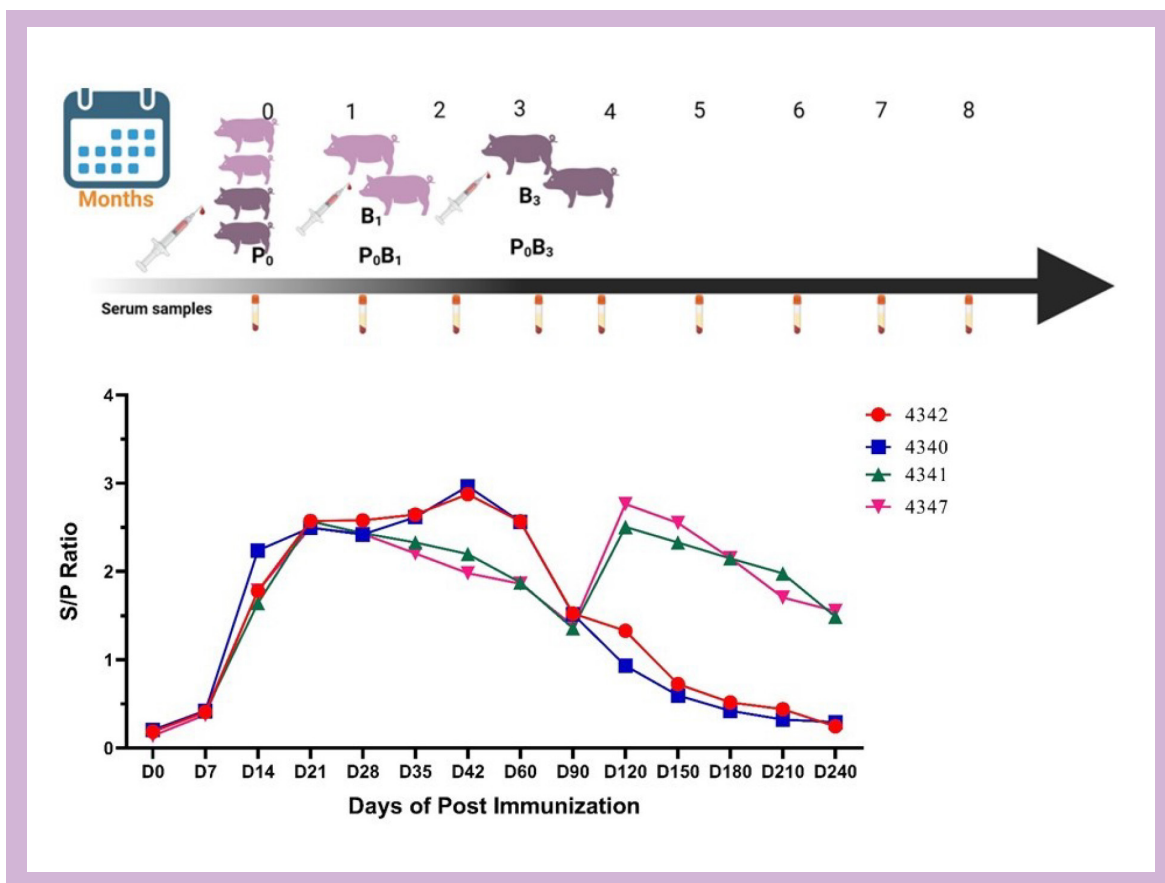 0 1 2 3 4 5 6 7 8
Months
P₀
B₁
P₀B₁
B₃
P₀B₃
Serum samples
4
3
2
1
0
S/P Ratio
D0 D7 D14 D21 D28 D35 D42 D60 D90 D120 D150 D180 D210 D240
Days of Post Immunization
4342
4340
4341
4347